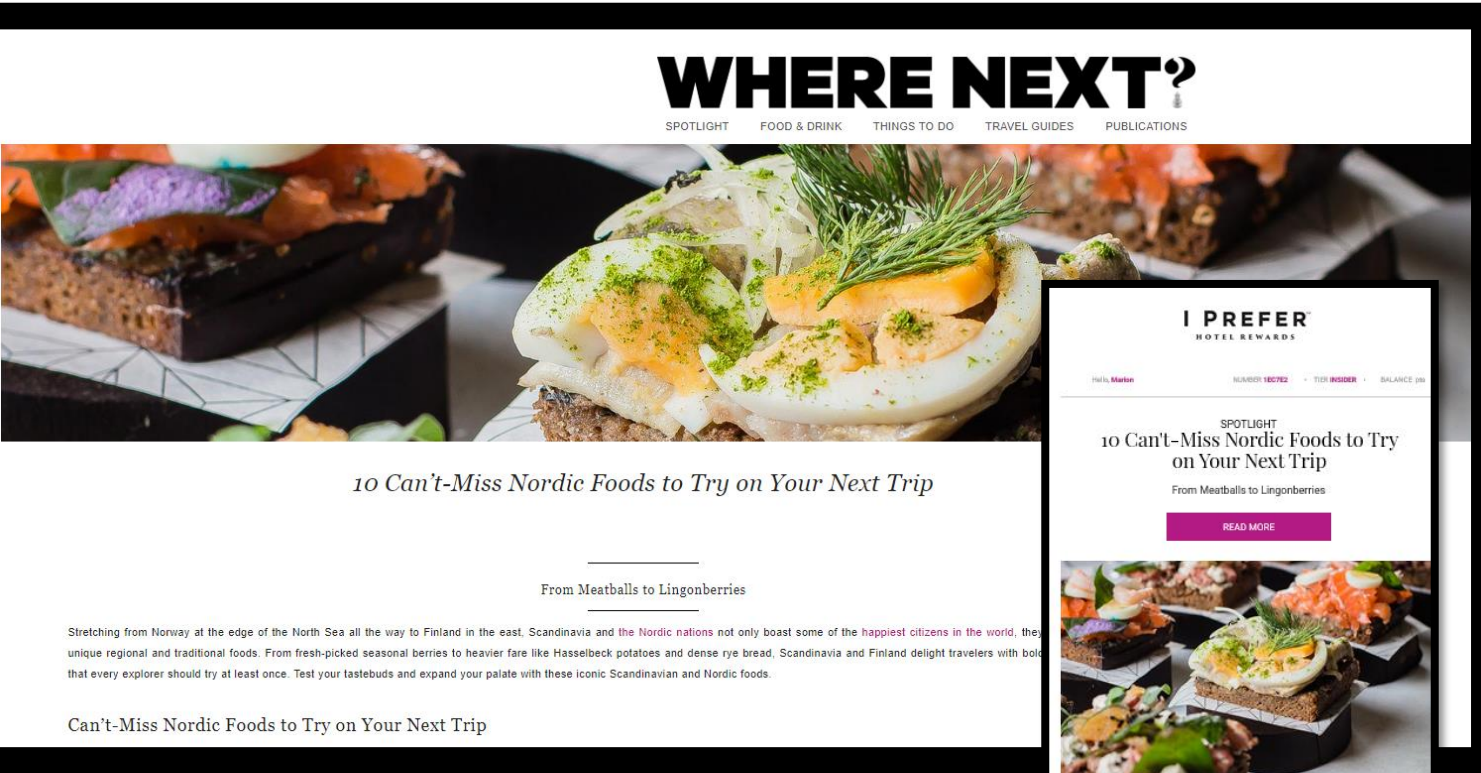 WHERE NEXT?
SPOTLIGHT FOOD & DRINK THINGS TO DO TRAVEL GUIDES PUBLICATIONS
10 Can't-Miss Nordic Foods to Try on Your Next Trip
From Meatballs to Lingonberries
Stretching from Norway at the edge of the North Sea all the way to Finland in the east, Scandinavia and the Nordic nations not only boast some of the happiest citizens in the world, they
unique regional and traditional foods. From fresh-picked seasonal berries to heavier fare like Hasselbeck potatoes and dense rye bread, Scandinavia and Finland delight travelers with bold
that every explorer should try at least once. Test your tastebuds and expand your palate with these iconic Scandinavian and Nordic foods.
Can't-Miss Nordic Foods to Try on Your Next Trip
I PREFER
HOTEL REWARDS
Hello, Marion NUMBER 1EC7E2 • TIER INSIDER • BALANCE
SPOTLIGHT
10 Can't-Miss Nordic Foods to Try
on Your Next Trip
From Meatballs to Lingonberries
READ MORE